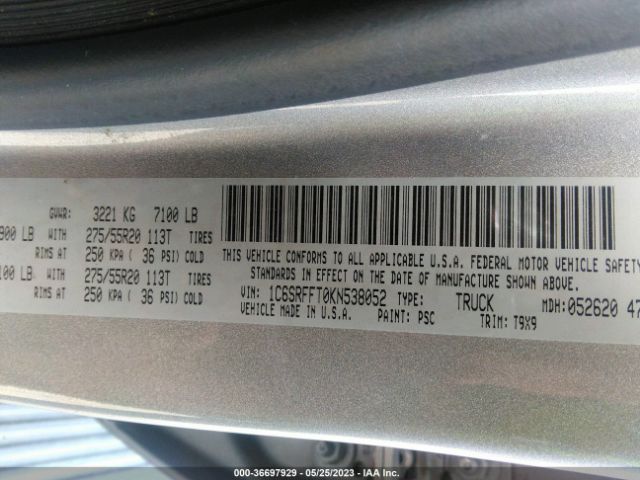 GVWR: 3221 KG 7100 LB
900 LB WITH 275/55R20 113T TIRES
RIMS AT 250 KPA ( 36 PSI) COLD
100 LB WITH 275/55R20 113T TIRES
RIMS AT 250 KPA ( 36 PSI) COLD
THIS VEHICLE CONFORMS TO ALL APPLICABLE U.S.A. FEDERAL MOTOR VEHICLE SAFETY
STANDARDS IN EFFECT ON THE DATE OF MANUFACTURE SHOWN ABOVE.
VIN: 1C6SRFFT0KN538052 TYPE: TRUCK MDH: 052620 47
VEHICLE MADE IN U.S.A. PAINT: PSC TRIM: T9X9
000-36697929 - 05/25/2023 - IAA Inc.